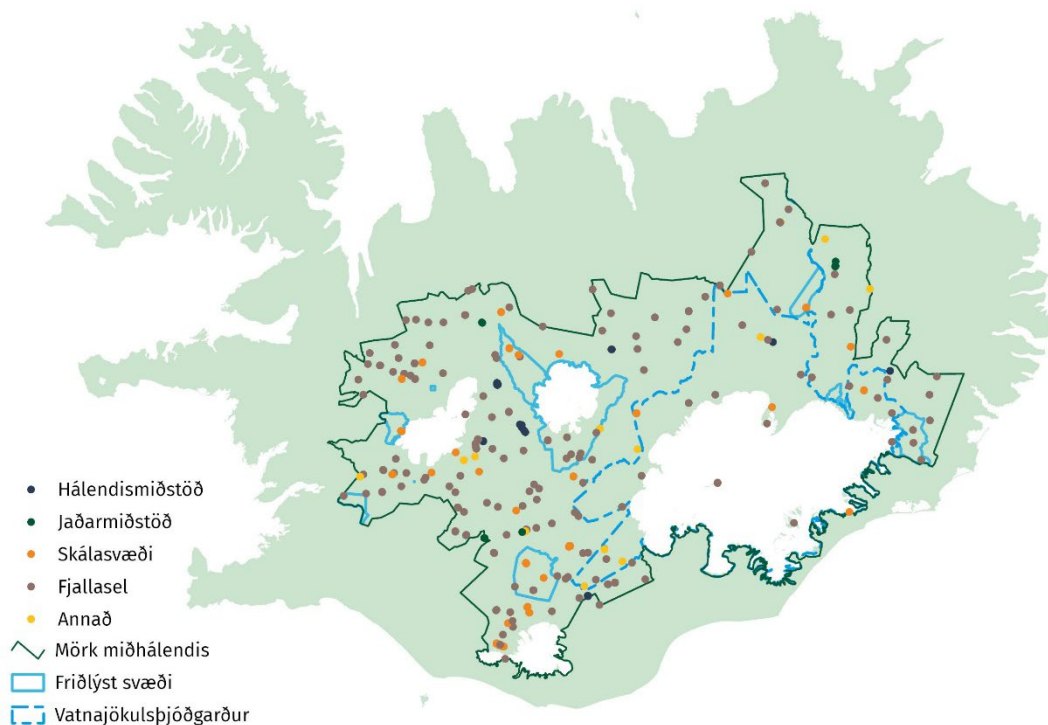 Hálendismiðstöð
Jaðarmiðstöð
Skálasvæði
Fjallasel
Annað
Mörk miðhálendis
Friðlýst svæði
Vatnajökulsþjóðgarður